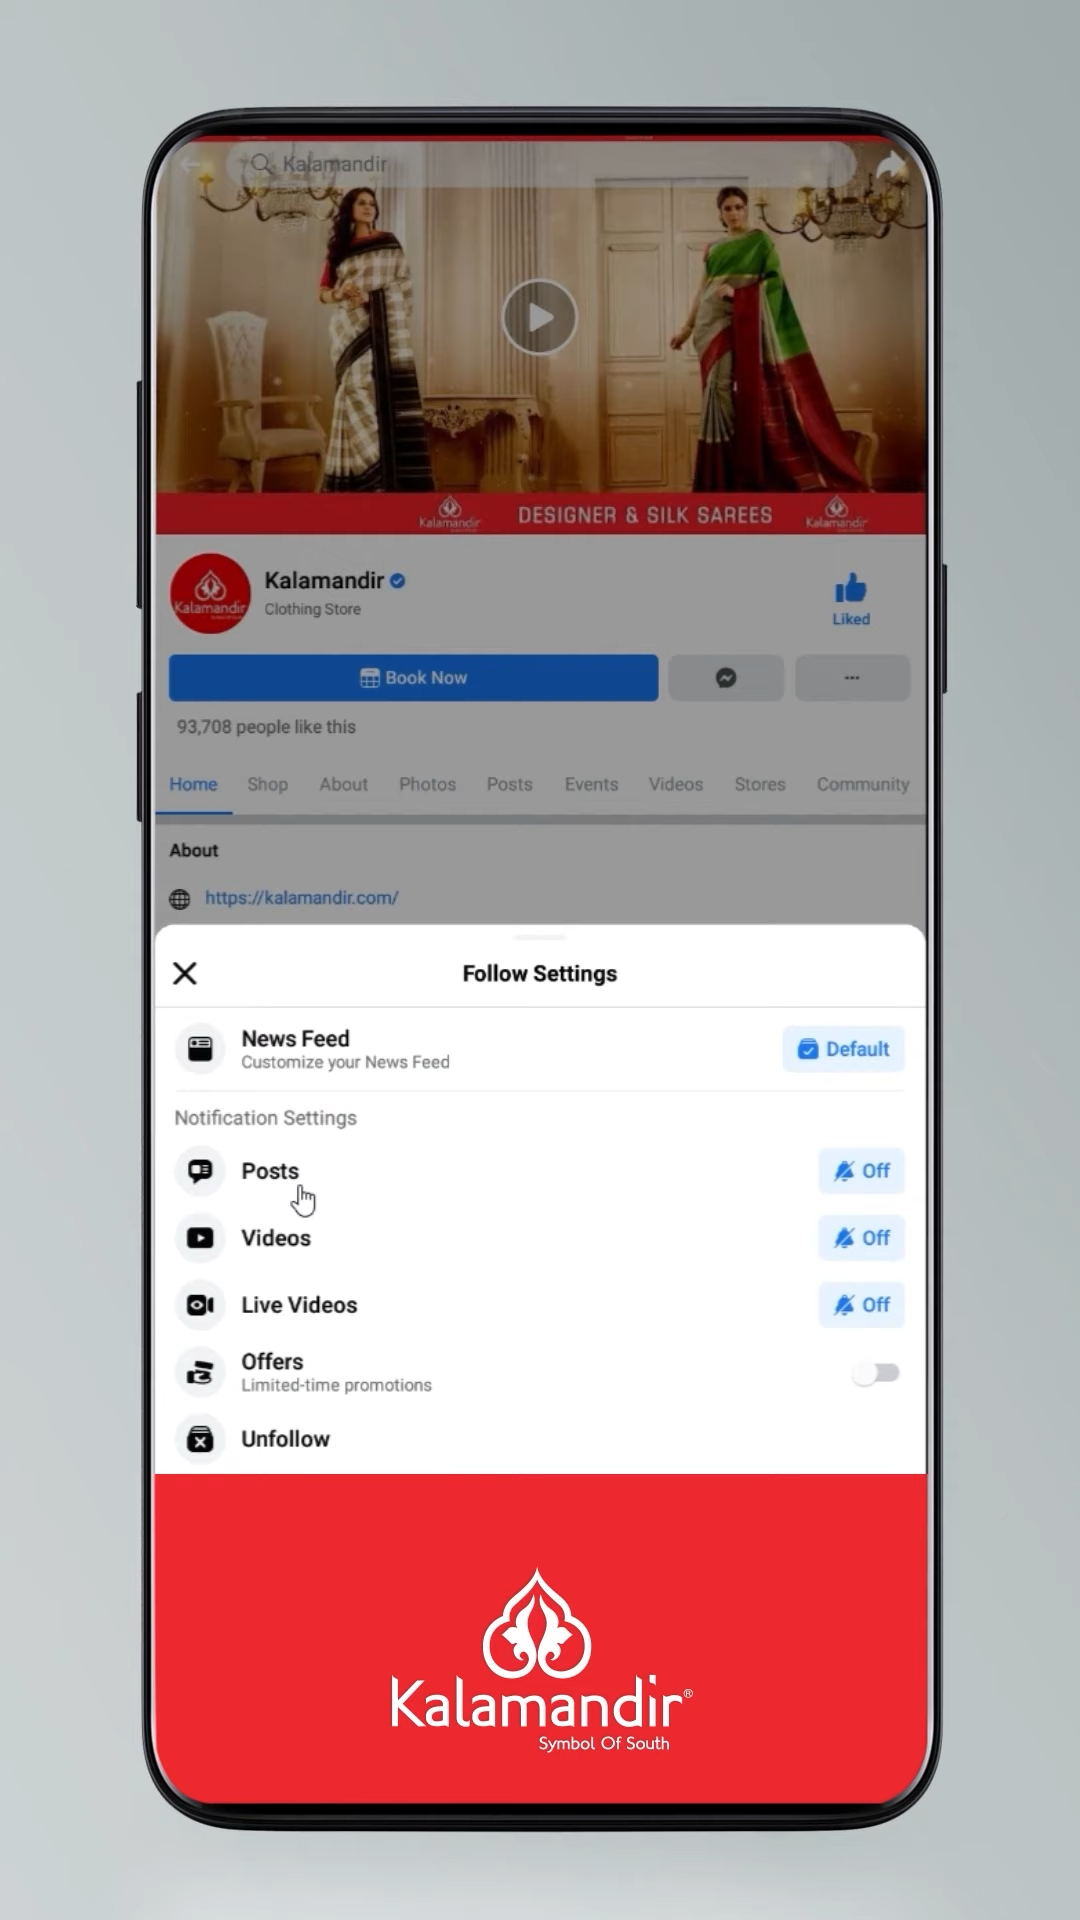 Kalamandir
Kalamandir
DESIGNER & SILK SAREES
Kalamandir
Kalamandir
Kalamandir
Clothing Store
Liked
Book Now
93,708 people like this
Home Shop About Photos Posts Events Videos Stores Community
About
https://kalamandir.com/
Follow Settings
News Feed
Customize your News Feed
Default
Notification Settings
Posts
Off
Videos
Off
Live Videos
Off
Offers
Limited-time promotions
Unfollow
Kalamandir®
Symbol Of South